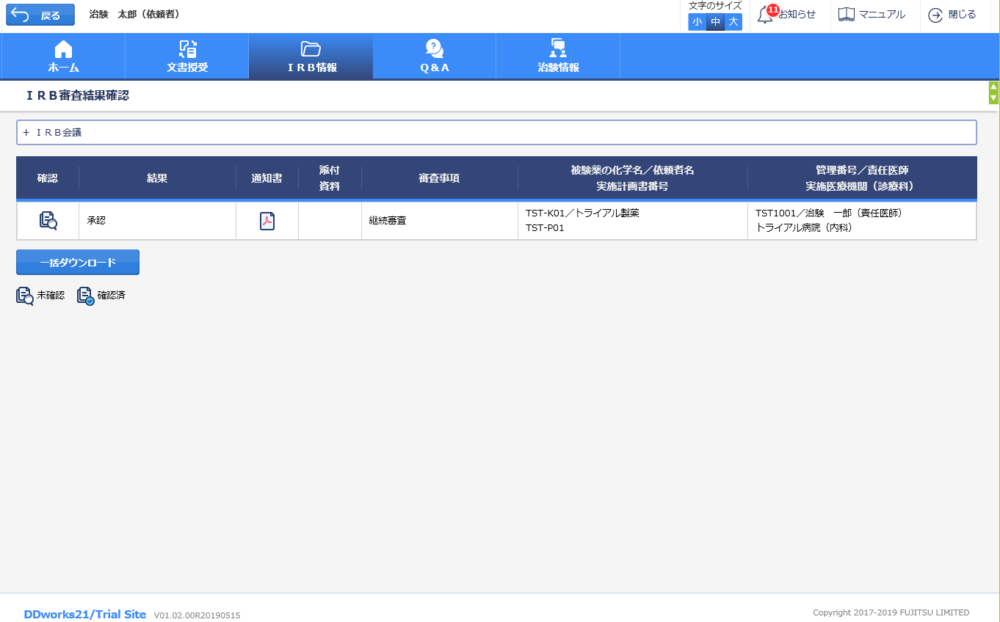 戻る
治験　太郎（依頼者）
文字のサイズ
小 中 大
11
お知らせ
マニュアル
閉じる
ホーム
文書授受
ＩＲＢ情報
Ｑ＆Ａ
治験情報
ＩＲＢ審査結果確認
+ ＩＲＢ会議
確認
結果
通知書
添付
資料
審査事項
被験薬の化学名／依頼者名
実施計画書番号
管理番号／責任医師
実施医療機関（診療科）
承認
継続審査
TST-K01／トライアル製薬
TST-P01
TST1001／治験　一郎（責任医師）
トライアル病院（内科）
一括ダウンロード
未確認
確認済
DDworks21/Trial Site V01.02.00R20190515
Copyright 2017-2019 FUJITSU LIMITED